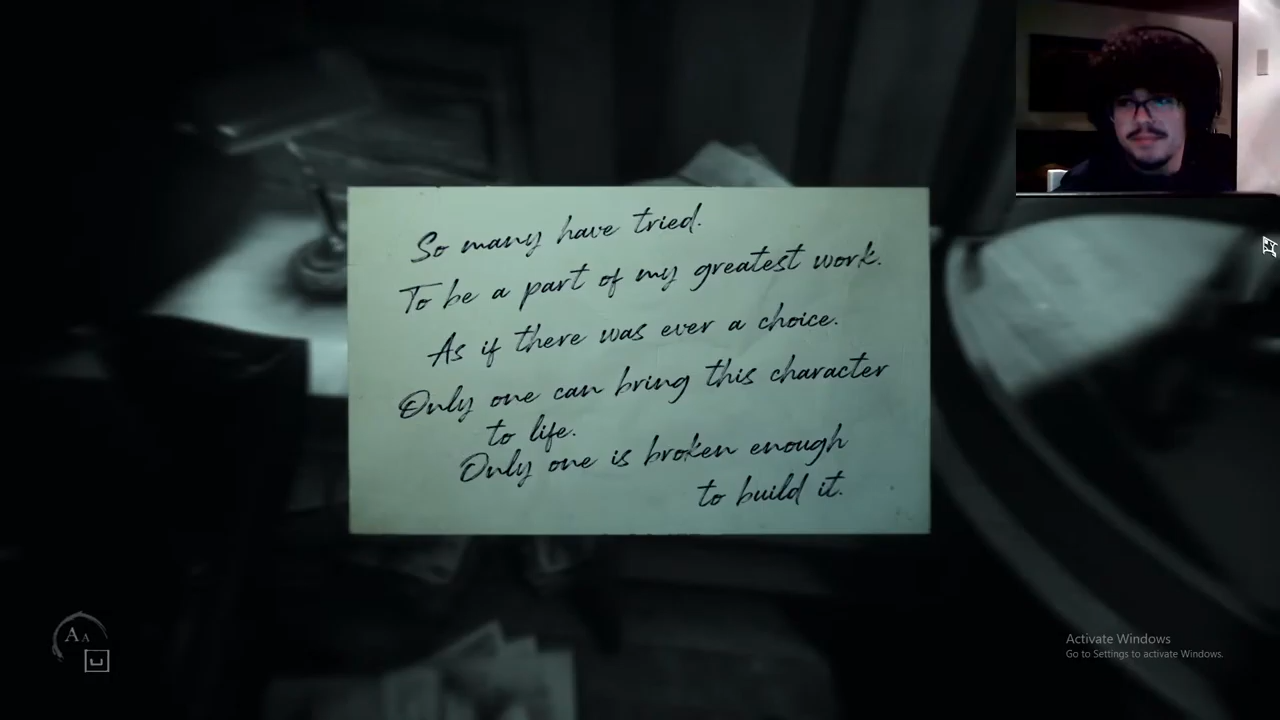 So many have tried.
To be a part of my greatest work.
As if there was ever a choice.
Only one can bring this character
to life.
Only one is broken enough
to build it.
AA
Activate Windows
Go to Settings to activate Windows.